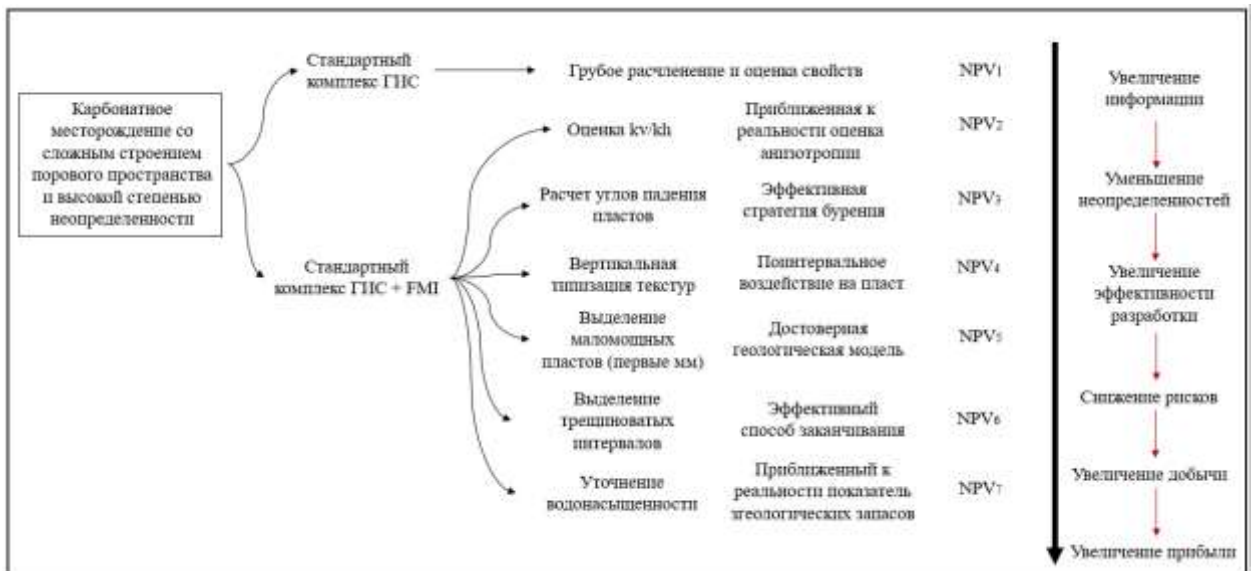 Стандартный
комплекс ГИС
Грубое расчленение и оценка свойств
NPV1
Карбонатное
месторождение со
сложным строением
порового пространства
и высокой степенью
неопределенности
Оценка kv/kh
Приближенная к
реальности оценка
анизотропии
NPV2
Расчет углов падения
пластов
Эффективная
стратегия бурения
NPV3
Стандартный
комплекс ГИС + FMI
Вертикальная
типизация текстур
Поинтервальное
воздействие на пласт
NPV4
Выделение
маломощных
пластов (первые мм)
Достоверная
геологическая модель
NPV5
Выделение
трещиноватых
интервалов
Эффективный
способ заканчивания
NPV6
Уточнение
водонасыщенности
Приближенный к
реальности показатель
згеологических запасов
NPV7
Увеличение
информации
Уменьшение
неопределенностей
Увеличение
эффективности
разработки
Снижение рисков
Увеличение добычи
Увеличение прибыли